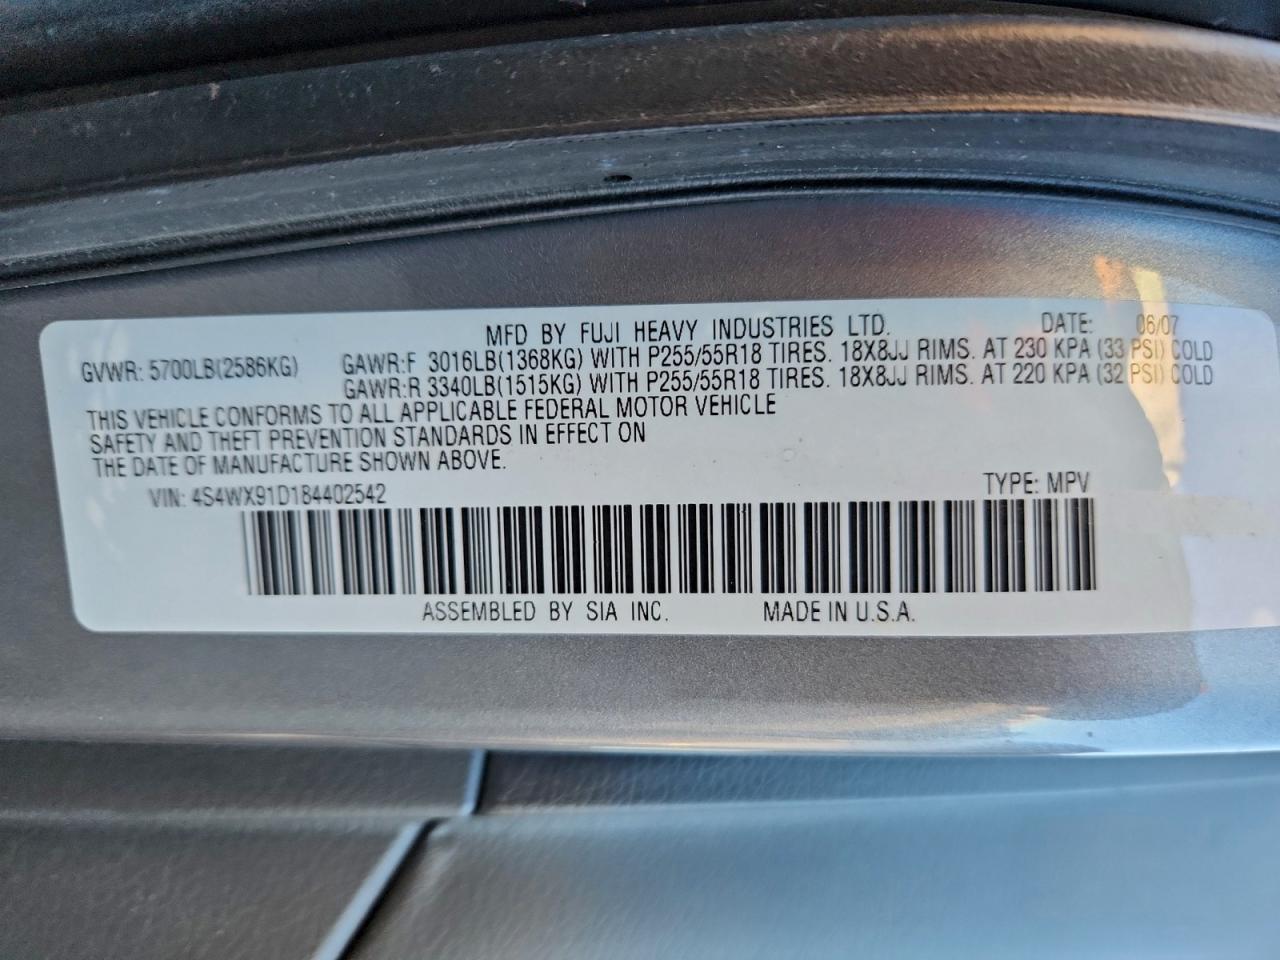 MFD BY FUJI HEAVY INDUSTRIES LTD. DATE: 06/07
GVWR: 5700LB(2586KG) GAWR:F 3016LB(1368KG) WITH P255/55R18 TIRES. 18X8JJ RIMS. AT 230 KPA (33 PSI) COLD
GAWR:R 3340LB(1515KG) WITH P255/55R18 TIRES. 18X8JJ RIMS. AT 220 KPA (32 PSI) COLD
THIS VEHICLE CONFORMS TO ALL APPLICABLE FEDERAL MOTOR VEHICLE
SAFETY AND THEFT PREVENTION STANDARDS IN EFFECT ON
THE DATE OF MANUFACTURE SHOWN ABOVE.
VIN: 4S4WX91D184402542 TYPE: MPV
ASSEMBLED BY SIA INC. MADE IN U.S.A.